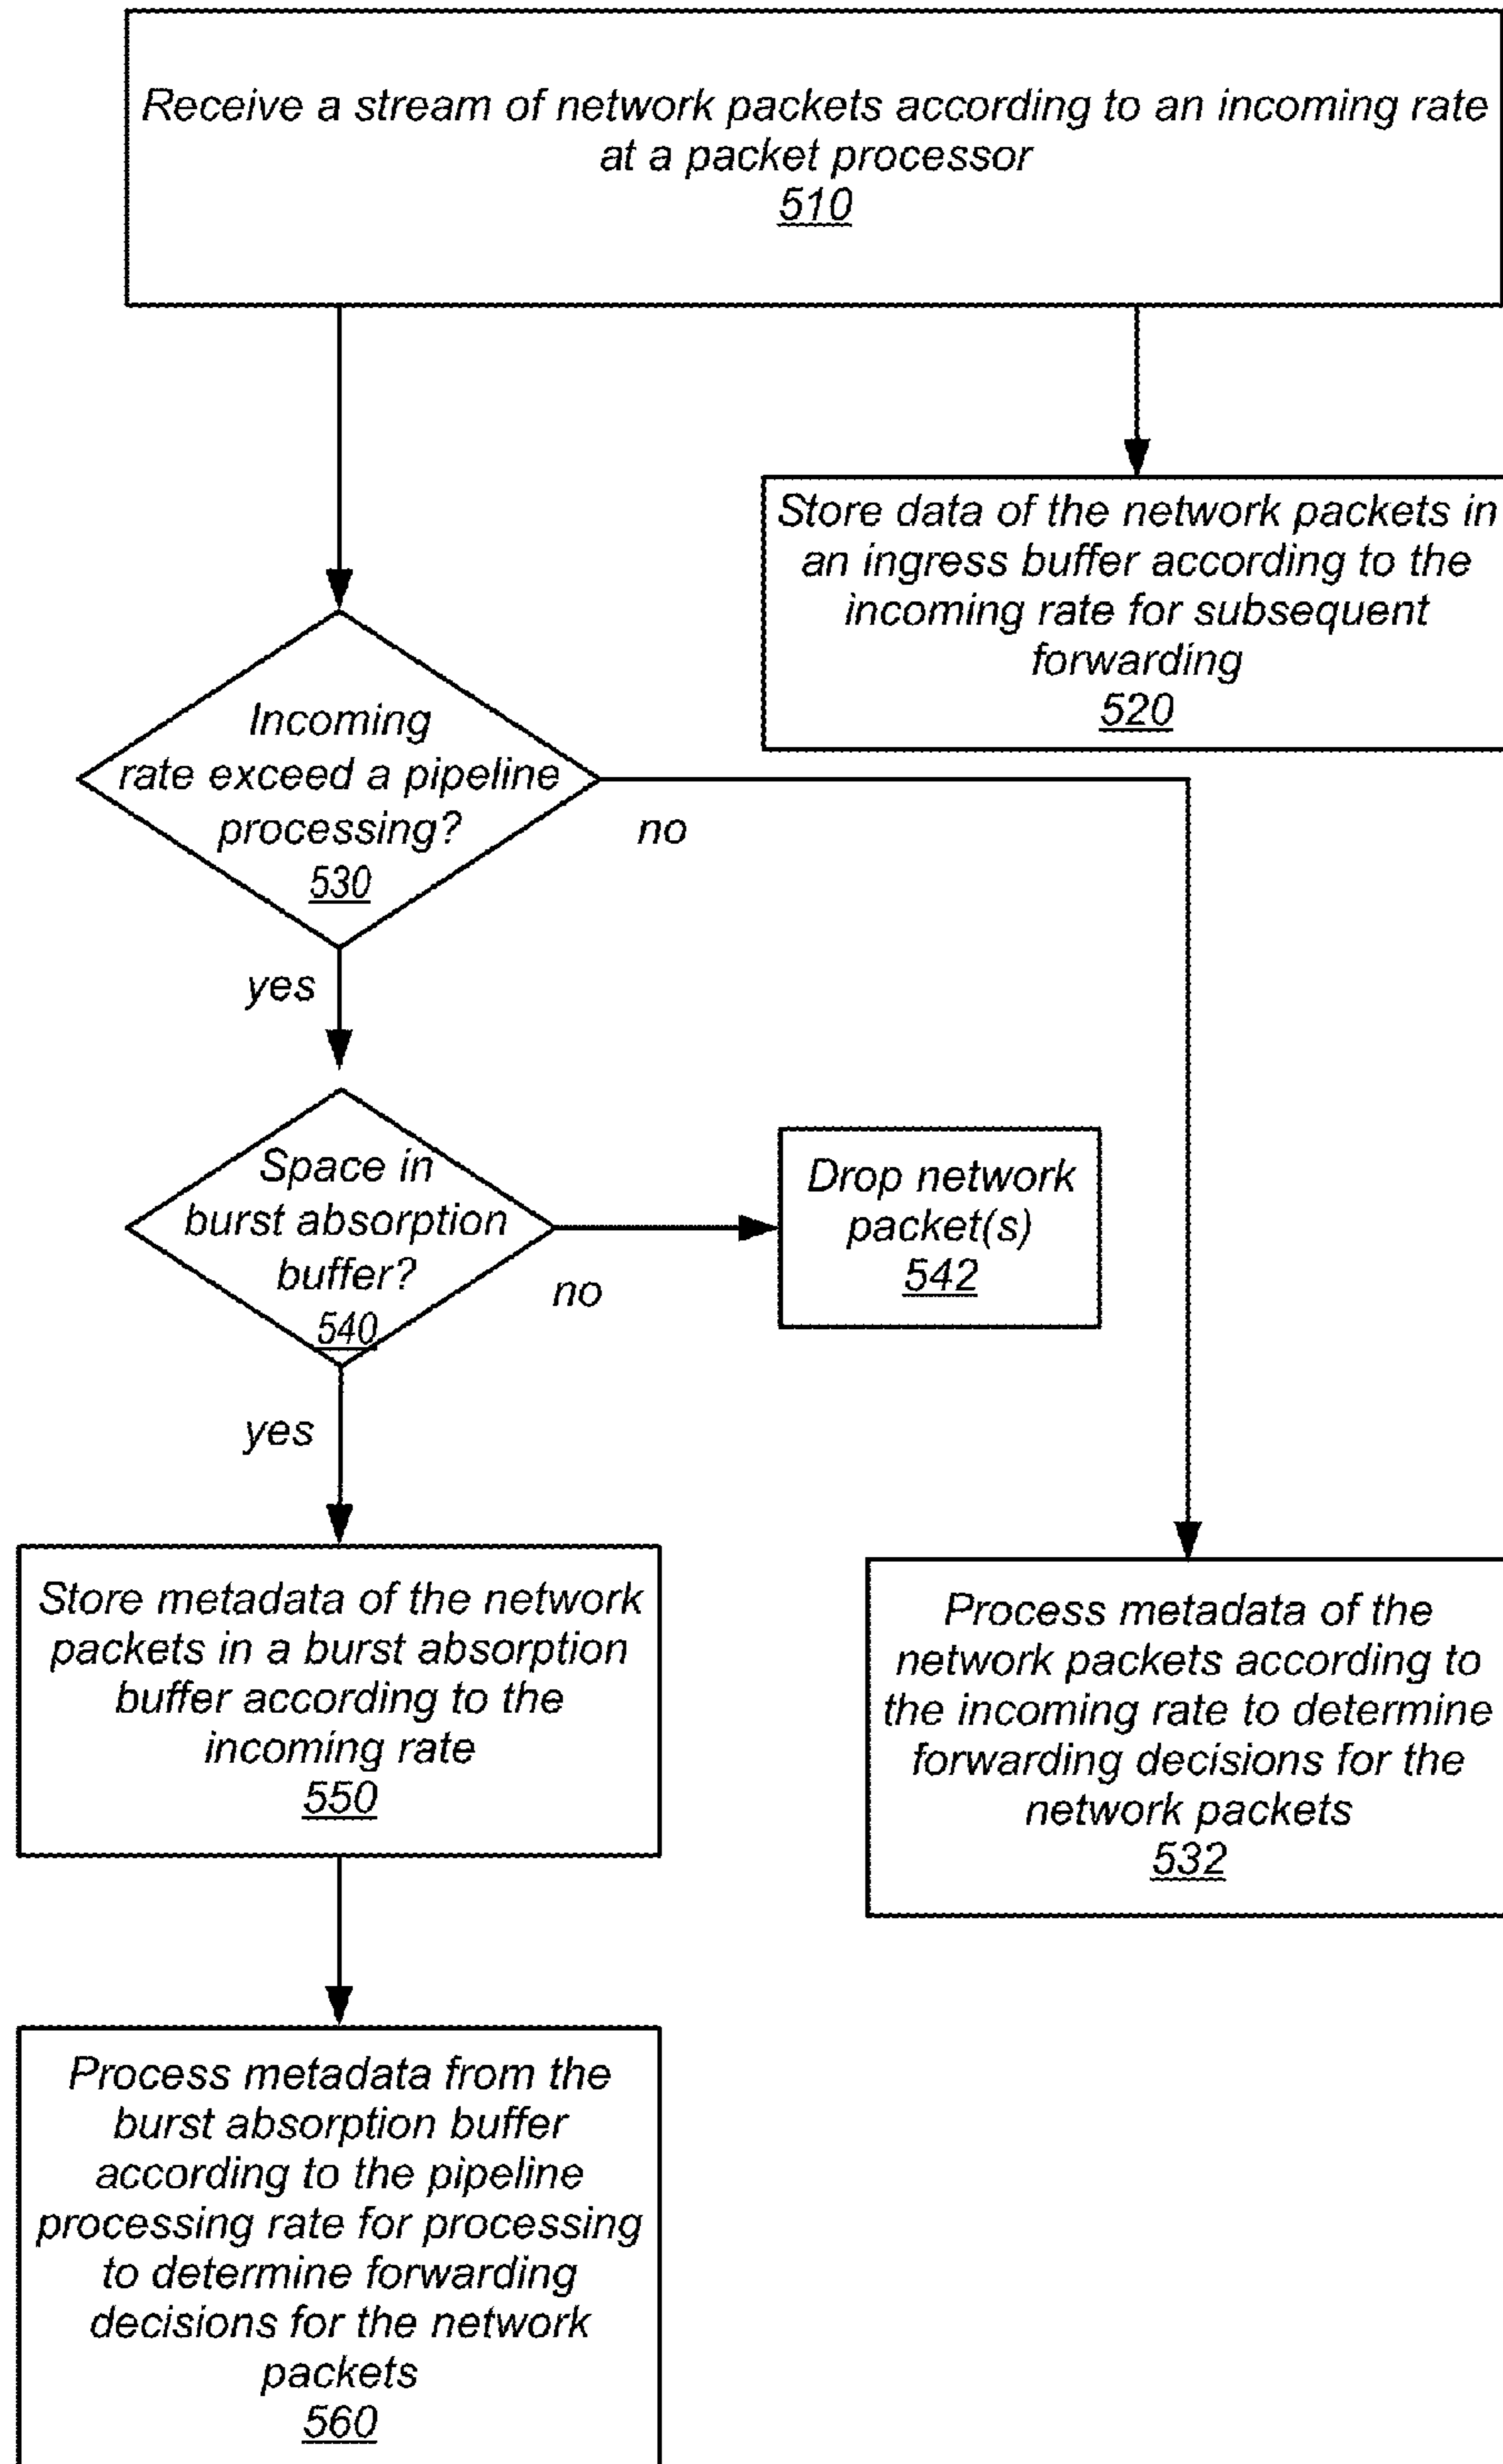 Receive a stream of network packets according to an incoming rate
at a packet processor
510
Store data of the network packets in
an ingress buffer according to the
incoming rate for subsequent
forwarding
520
Incoming
rate exceed a pipeline
processing?
530
no
yes
Space in
burst absorption
buffer?
540
no
Drop network
packet(s)
542
yes
Store metadata of the network
packets in a burst absorption
buffer according to the
incoming rate
550
Process metadata of the
network packets according to
the incoming rate to determine
forwarding decisions for the
network packets
532
Process metadata from the
burst absorption buffer
according to the pipeline
processing rate for processing
to determine forwarding
decisions for the network
packets
560